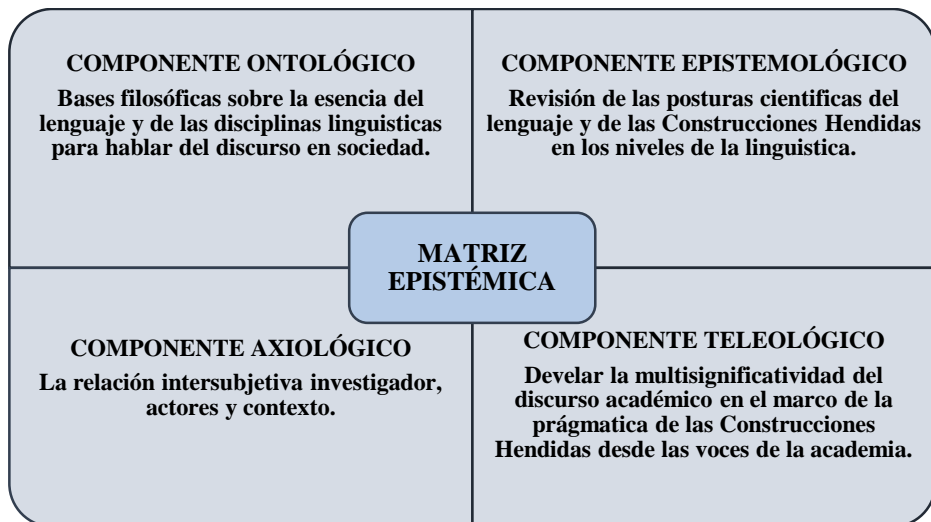 COMPONENTE ONTOLÓGICO
Bases filosóficas sobre la esencia del
lenguaje y de las disciplinas linguisticas
para hablar del discurso en sociedad.
COMPONENTE EPISTEMOLÓGICO
Revisión de las posturas cientificas del
lenguaje y de las Construcciones Hendidas
en los niveles de la linguistica.
MATRIZ
EPISTÉMICA
COMPONENTE AXIOLÓGICO
La relación intersubjetiva investigador,
actores y contexto.
COMPONENTE TELEOLÓGICO
Develar la multisignificatividad del
discurso académico en el marco de la
prágmatica de las Construcciones
Hendidas desde las voces de la academia.